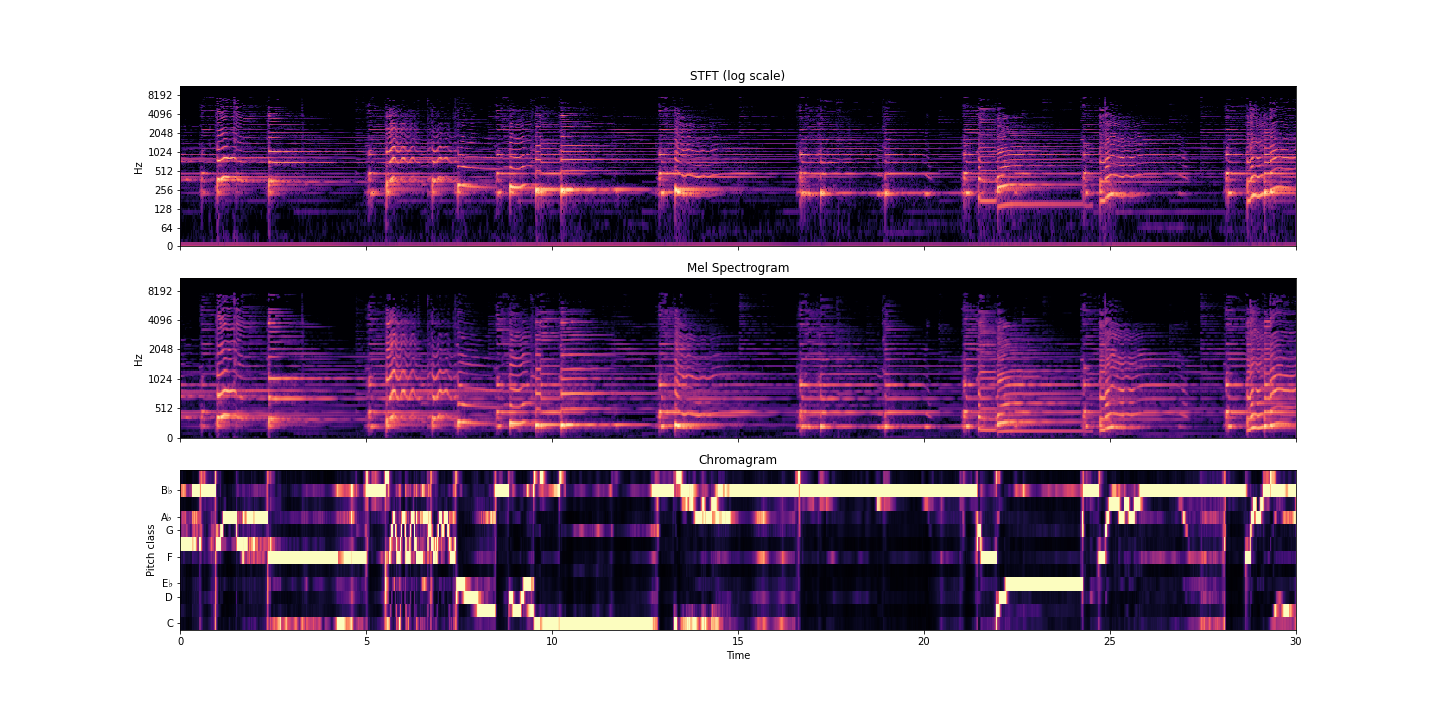 STFT (log scale)
8192
4096
2048
1024
512
256
128
64
0
Hz
Mel Spectrogram
8192
4096
2048
1024
512
0
Hz
Chromagram
B♭
A♭
G
F
E♭
D
C
Pitch class
0 5 10 15 20 25 30
Time